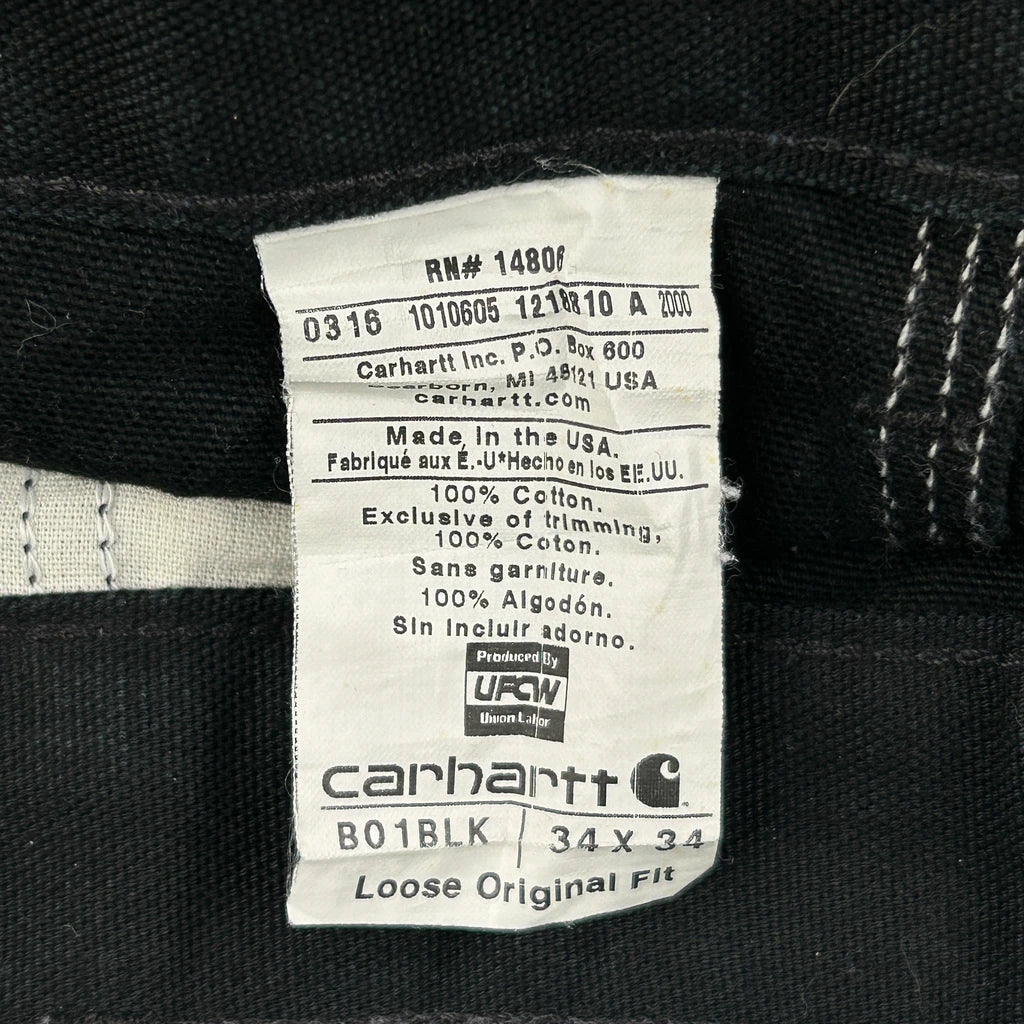 RN# 14806
0316 1010605 1218810 A 2000
Carhartt Inc. P.O. Box 600
Dearborn, MI 48121 USA
carhartt.com
Made in the USA.
Fabriqué aux É.-U*Hecho en los EE.UU.
100% Cotton.
Exclusive of trimming,
100% Coton.
Sans garniture.
100% Algodón.
Sin incluir adorno.
Produced By
UFCW
Union Labor
carhartt
B01BLK / 34 X 34
Loose Original Fit